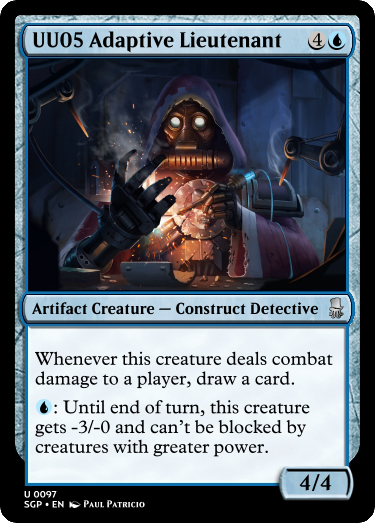 UU05 Adaptive Lieutenant 4
Artifact Creature — Construct Detective
Whenever this creature deals combat
damage to a player, draw a card.
: Until end of turn, this creature
gets -3/-0 and can't be blocked by
creatures with greater power.
4/4
U 0097
SGP • EN Paul Patricio